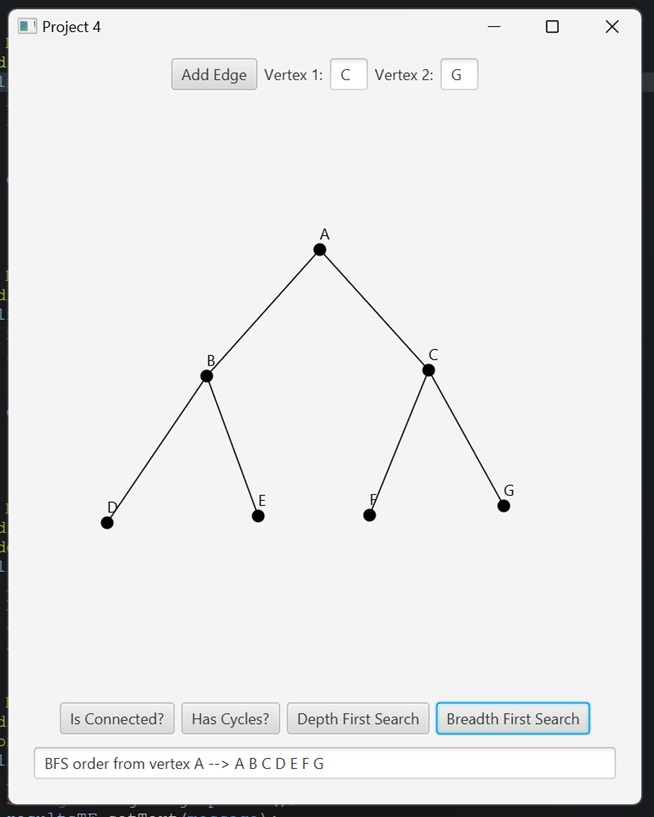 Project 4
Add Edge Vertex 1: C Vertex 2: G
A
B
C
D
E
F
G
Is Connected? Has Cycles? Depth First Search Breadth First Search
BFS order from vertex A --> A B C D E F G